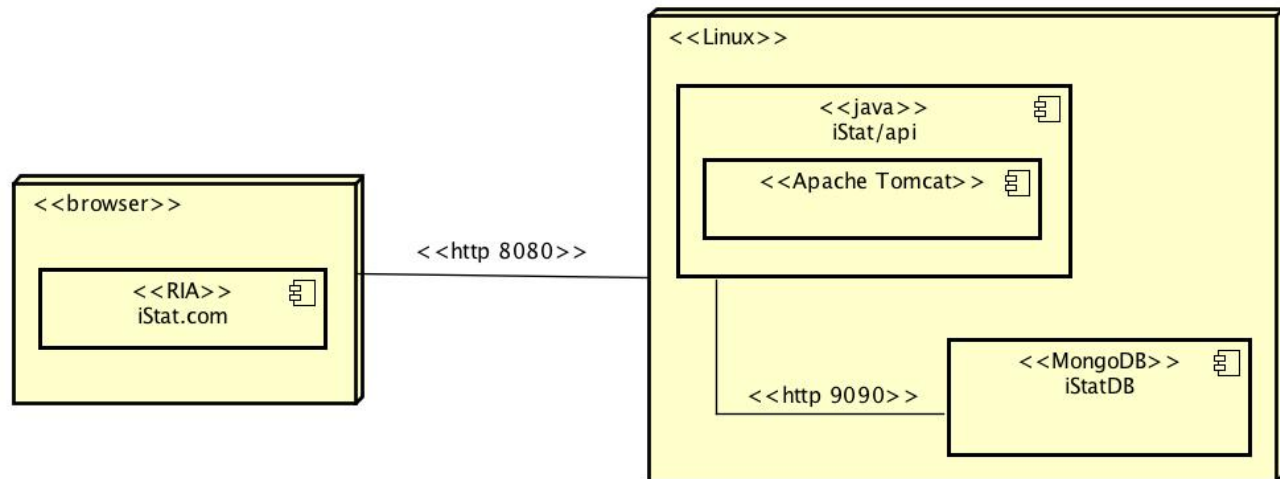 <<Linux>>
<<java>>
iStat/api
<<Apache Tomcat>>
<<browser>>
<<http 8080>>
<<RIA>>
iStat.com
<<MongoDB>>
iStatDB
<<http 9090>>